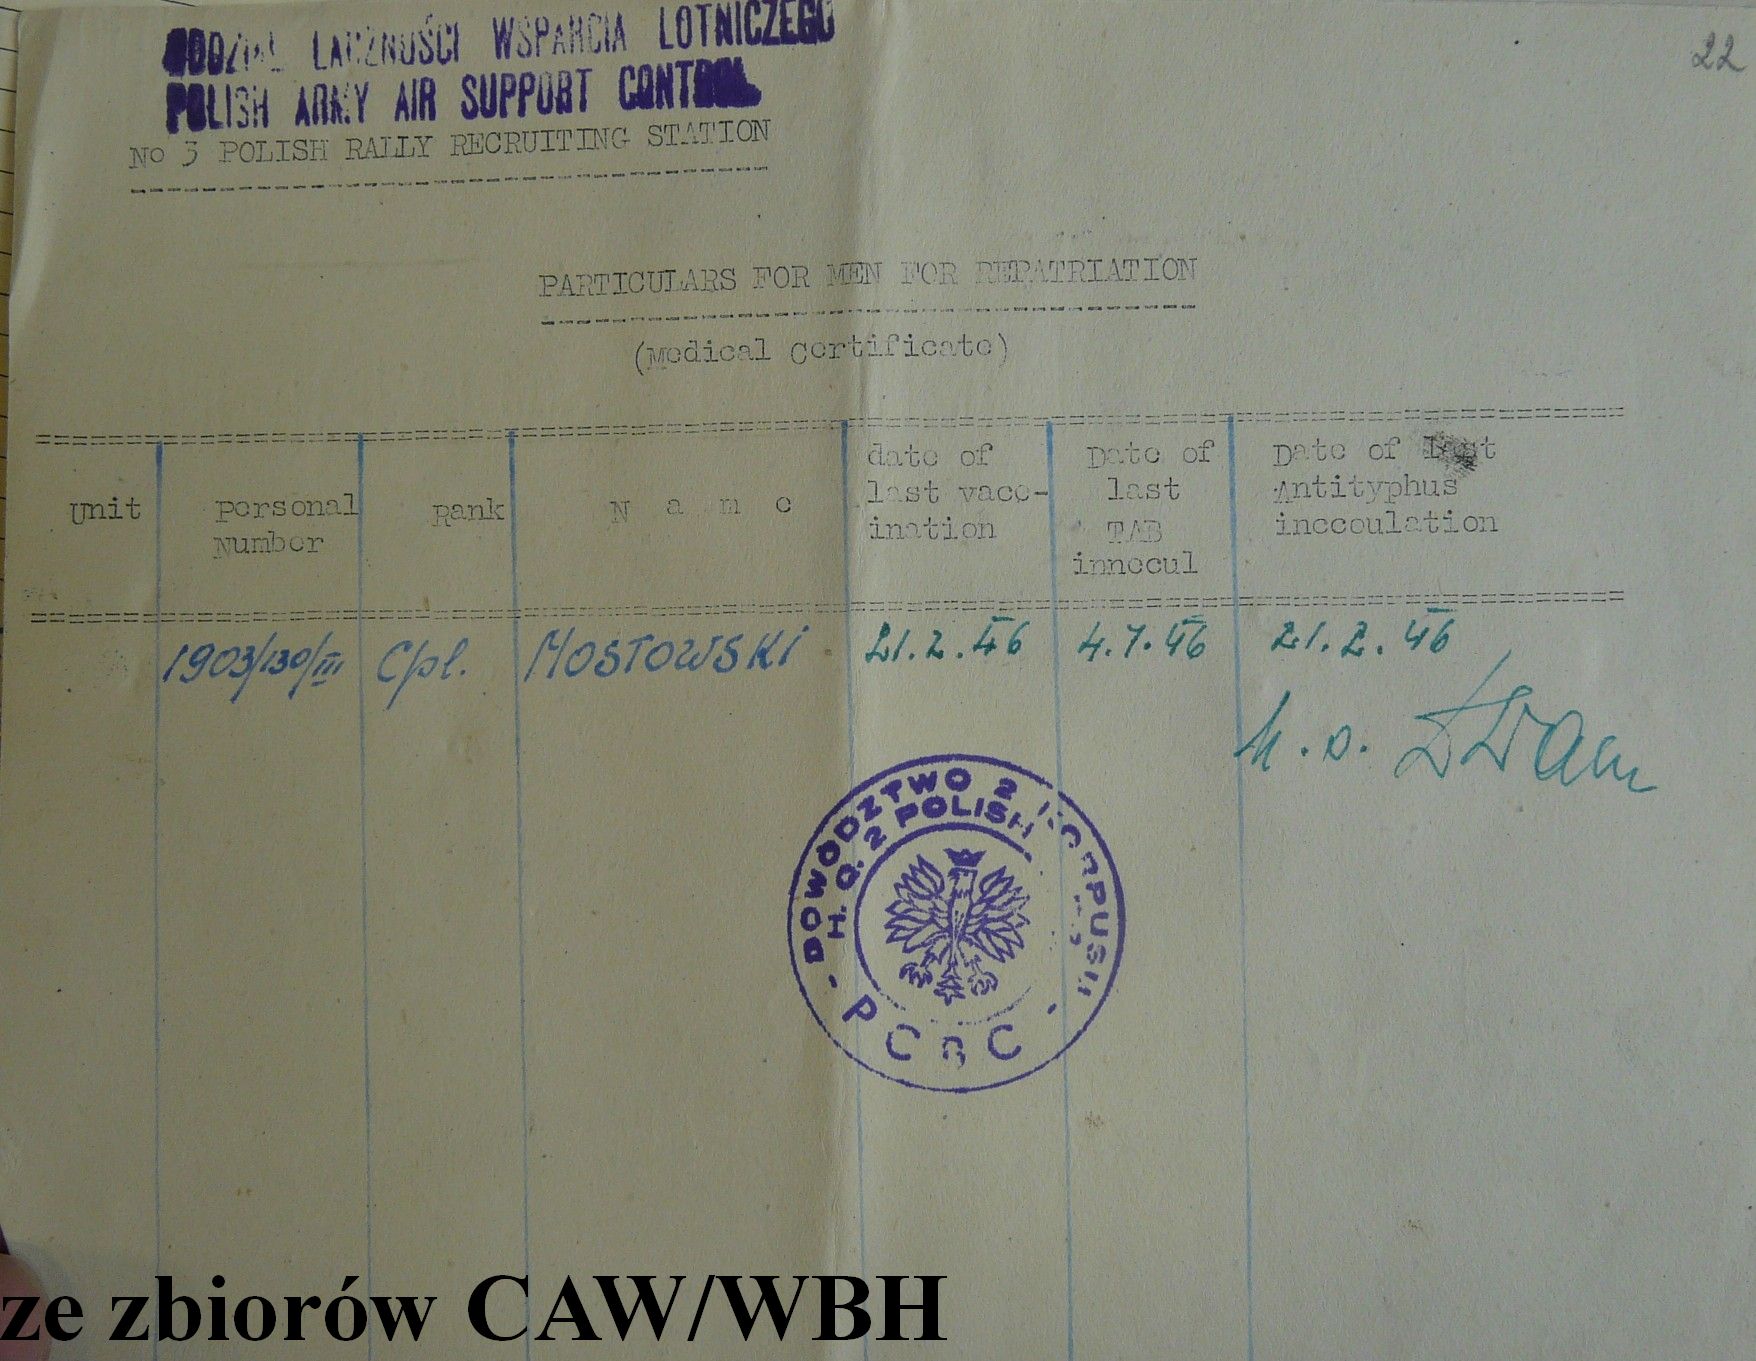 22
ODDZIAŁ ŁĄCZNOŚCI WSPARCIA LOTNICZEGO
POLISH ARMY AIR SUPPORT CONTROL
No 3 POLISH RALLY RECRUITING STATION
PARTICULARS FOR MEN FOR REPATRIATION
(Medical Certificate)
Unit
Personal
Number
Rank
N a m e
date of
last vacc-
ination
Date of
last
TAB
innocul
Date of last
Antityphus
inccoulation
1903/130/III Cpl. MOSTOWSKI 21.2.46 4.7.46 21.2.46
M.O.
DOWÓDZTWO 2 KORPUSU
H.Q. 2 POLISH
ze zbiorów CAW/WBH